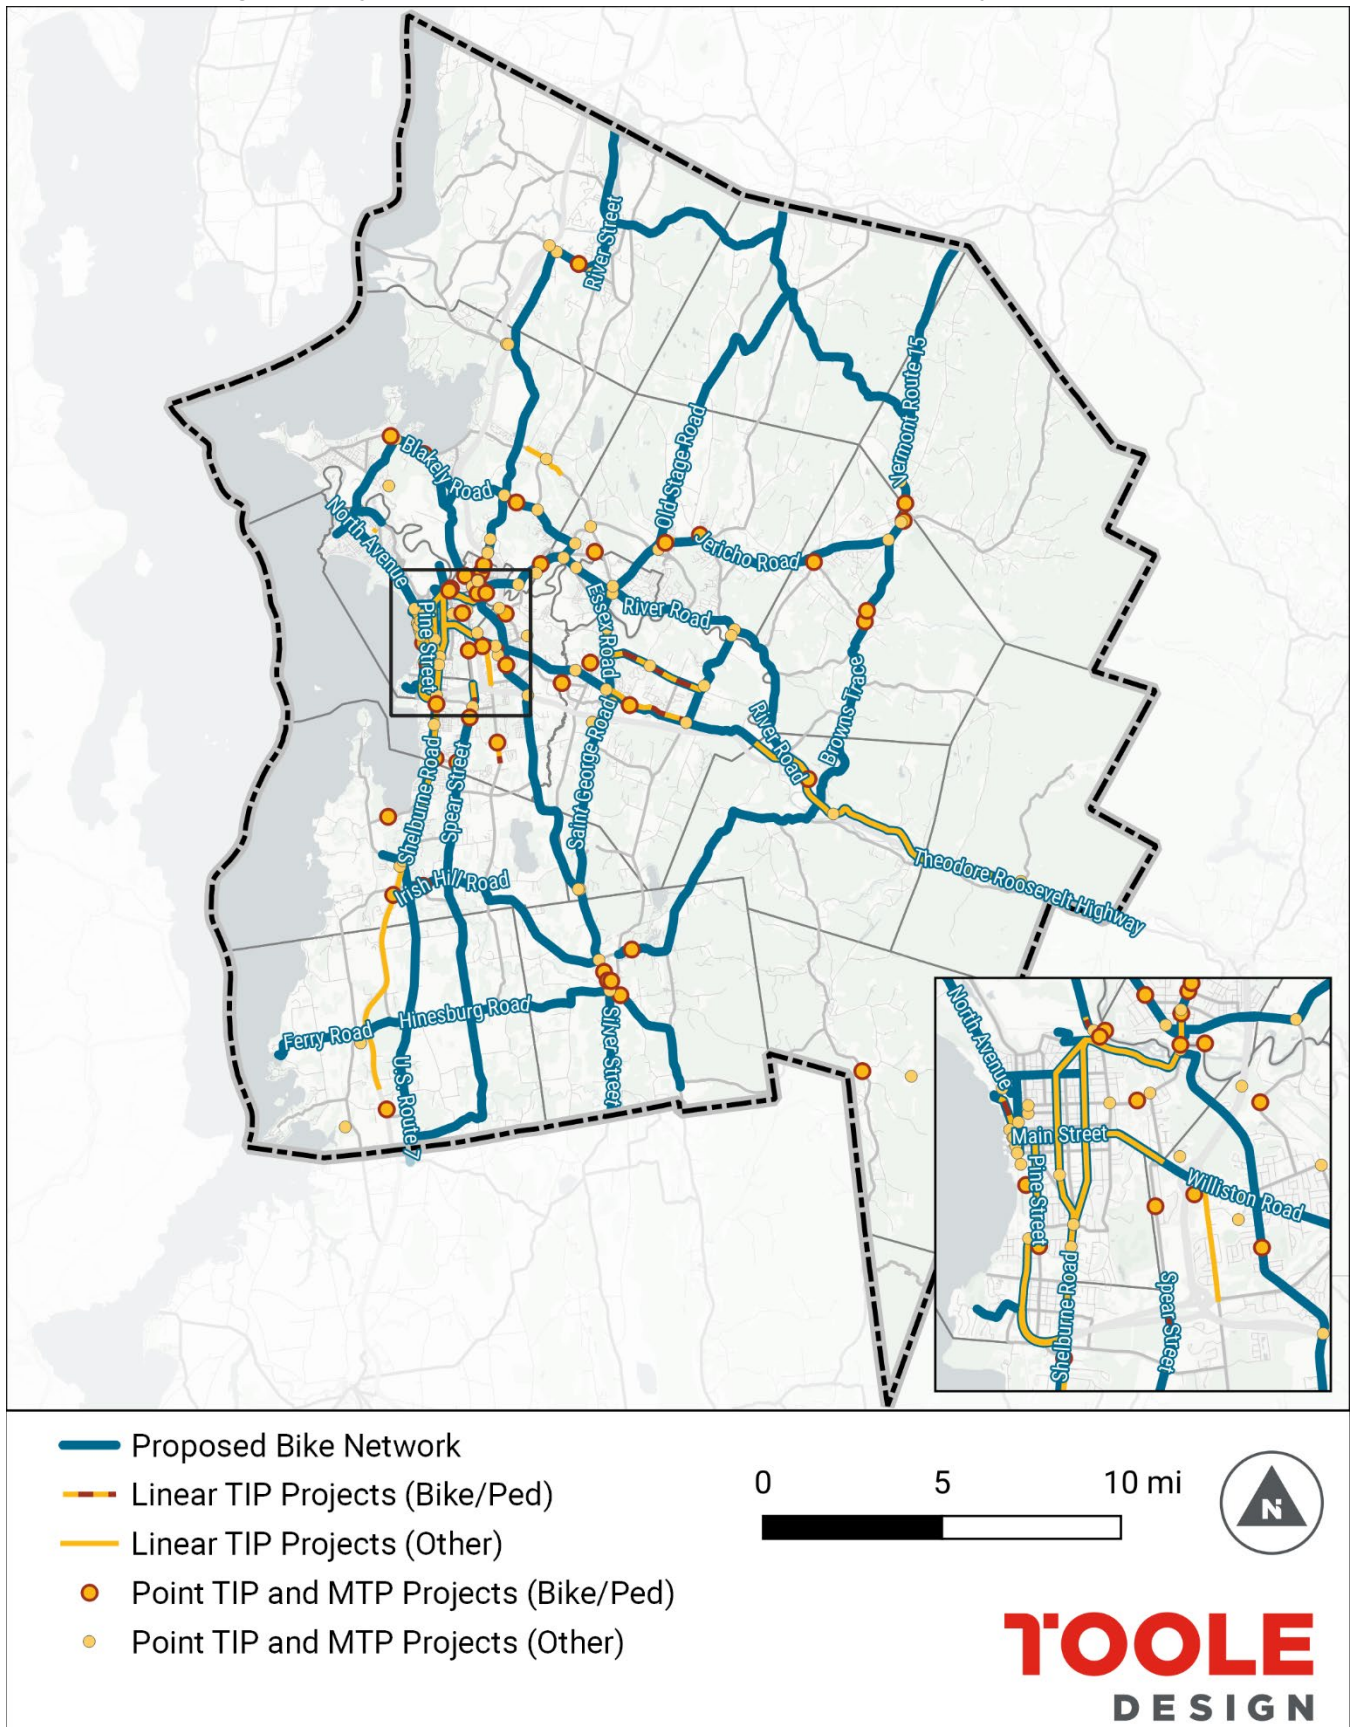 River Street
Vermont Route 15
Blakely Road
Old Stage Road
North Avenue
Jericho Road
Essex Road
River Road
Pine Street
Browns Trace
River Road
Saint George Road
Shelburne Road
Spear Street
Theodore Roosevelt Highway
Irish Hill Road
Hinesburg Road
Ferry Road
Silver Street
U.S. Route 7
North Avenue
Main Street
Pine Street
Williston Road
Shelburne Road
Spear Street
Proposed Bike Network
Linear TIP Projects (Bike/Ped)
Linear TIP Projects (Other)
Point TIP and MTP Projects (Bike/Ped)
Point TIP and MTP Projects (Other)
0 5 10 mi
N
TOOLE
DESIGN